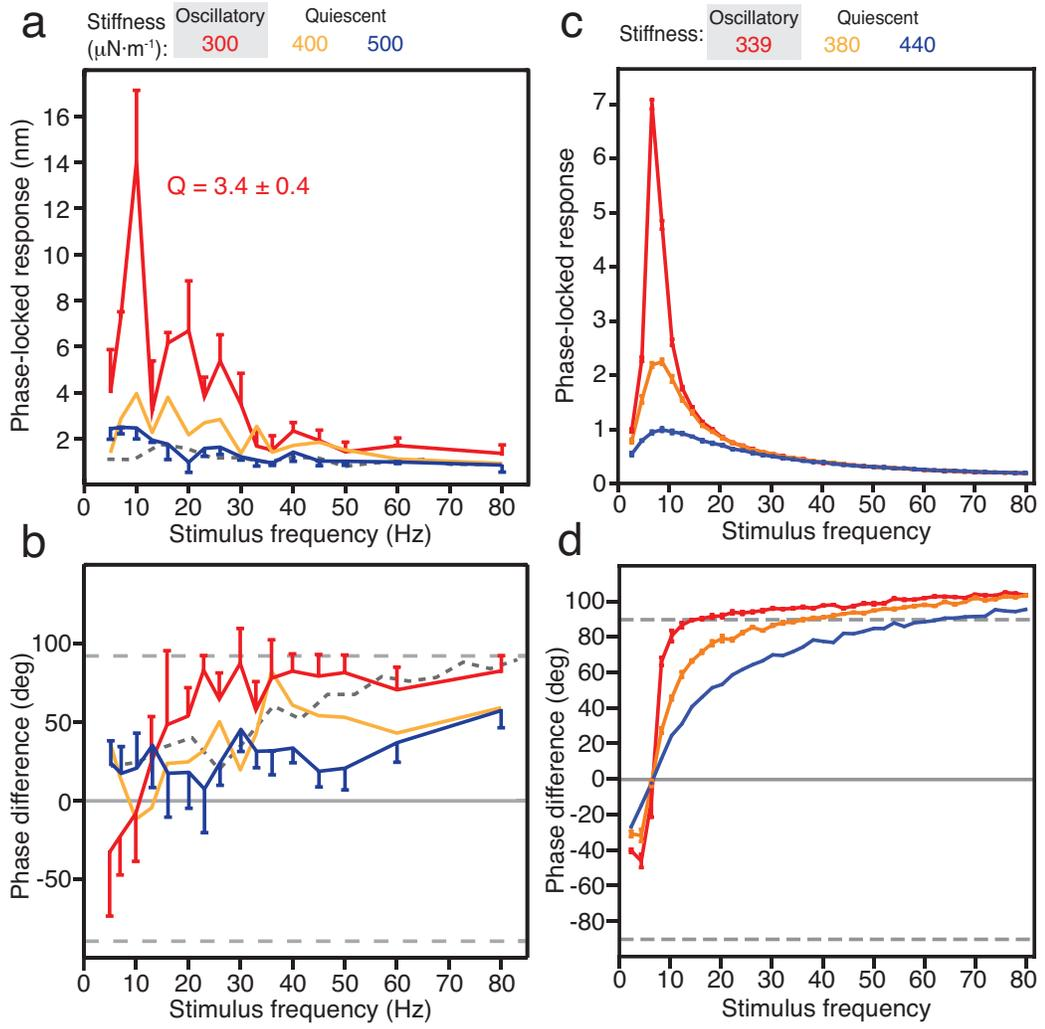 a
Stiffness
(μN·m⁻¹):
Oscillatory
300
Quiescent
400 500
Phase-locked response (nm)
16
14
12
10
8
6
4
2
Q = 3.4 ± 0.4
0 10 20 30 40 50 60 70 80
Stimulus frequency (Hz)
c
Stiffness:
Oscillatory
339
Quiescent
380 440
Phase-locked response
7
6
5
4
3
2
1
0
0 10 20 30 40 50 60 70 80
Stimulus frequency
b
Phase difference (deg)
100
50
0
-50
0 10 20 30 40 50 60 70 80
Stimulus frequency (Hz)
d
Phase difference (deg)
100
80
60
40
20
0
-20
-40
-60
-80
0 10 20 30 40 50 60 70 80
Stimulus frequency